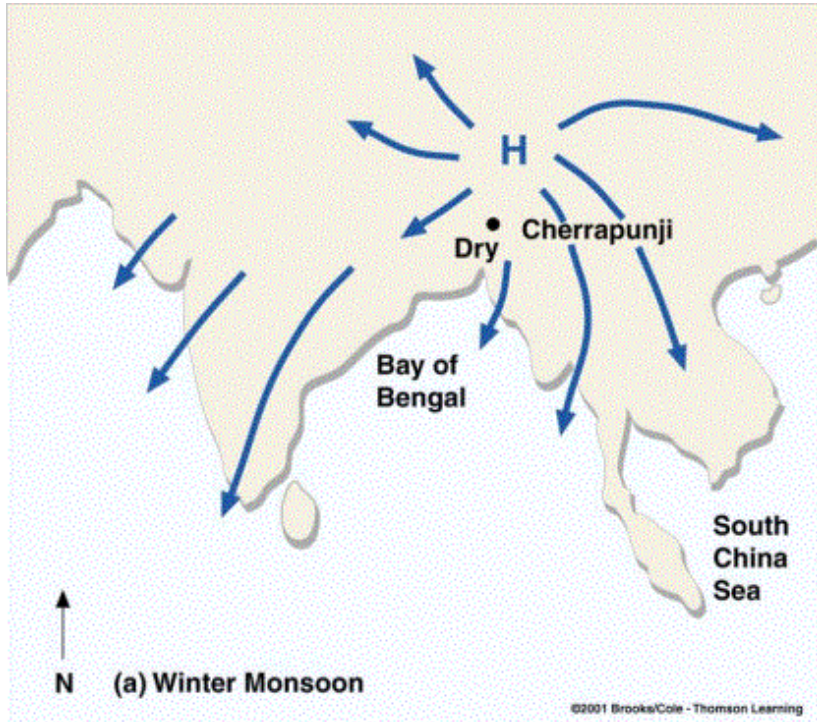 H
Cherrapunji
Dry
Bay of
Bengal
South
China
Sea
N (a) Winter Monsoon
©2001 Brooks/Cole - Thomson Learning